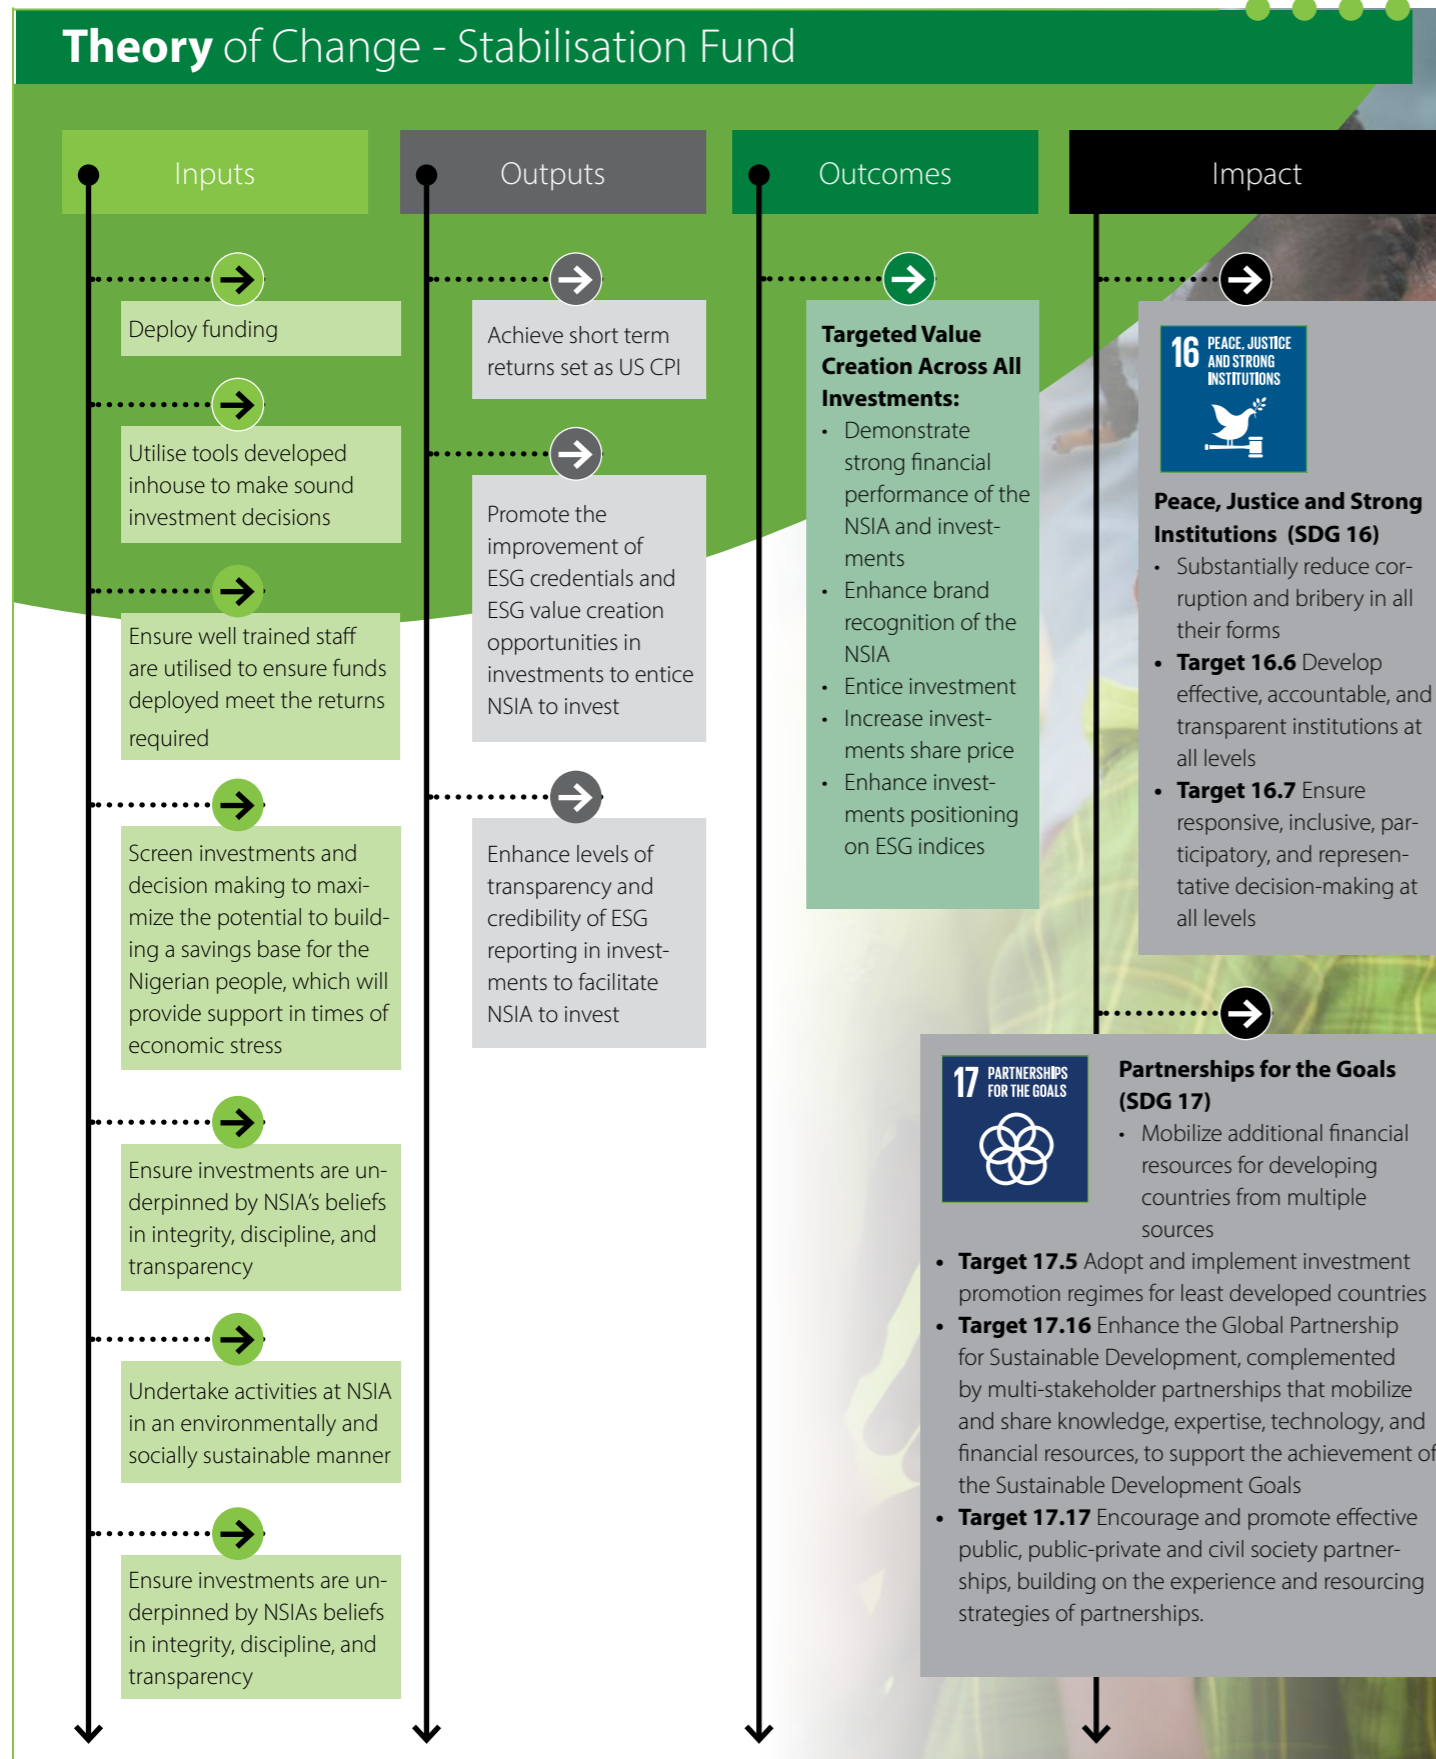 Theory of Change - Stabilisation Fund
Inputs
Deploy funding
Utilise tools developed
inhouse to make sound
investment decisions
Ensure well trained staff
are utilised to ensure funds
deployed meet the returns
required
Screen investments and
decision making to maxi-
mize the potential to build-
ing a savings base for the
Nigerian people, which will
provide support in times of
economic stress
Ensure investments are un-
derpinned by NSIA’s beliefs
in integrity, discipline, and
transparency
Undertake activities at NSIA
in an environmentally and
socially sustainable manner
Ensure investments are un-
derpinned by NSIAs beliefs
in integrity, discipline, and
transparency
Outputs
Achieve short term
returns set as US CPI
Promote the
improvement of
ESG credentials and
ESG value creation
opportunities in
investments to entice
NSIA to invest
Enhance levels of
transparency and
credibility of ESG
reporting in invest-
ments to facilitate
NSIA to invest
Outcomes
Targeted Value
Creation Across All
Investments:
• Demonstrate
strong financial
performance of the
NSIA and invest-
ments
• Enhance brand
recognition of the
NSIA
• Entice investment
• Increase invest-
ments share price
• Enhance invest-
ments positioning
on ESG indices
Impact
16 PEACE, JUSTICE
AND STRONG
INSTITUTIONS
Peace, Justice and Strong
Institutions (SDG 16)
• Substantially reduce cor-
ruption and bribery in all
their forms
• Target 16.6 Develop
effective, accountable, and
transparent institutions at
all levels
• Target 16.7 Ensure
responsive, inclusive, par-
ticipatory, and represen-
tative decision-making at
all levels
17 PARTNERSHIPS
FOR THE GOALS
Partnerships for the Goals
(SDG 17)
• Mobilize additional financial
resources for developing
countries from multiple
sources
• Target 17.5 Adopt and implement investment
promotion regimes for least developed countries
• Target 17.16 Enhance the Global Partnership
for Sustainable Development, complemented
by multi-stakeholder partnerships that mobilize
and share knowledge, expertise, technology, and
financial resources, to support the achievement of
the Sustainable Development Goals
• Target 17.17 Encourage and promote effective
public, public-private and civil society partner-
ships, building on the experience and resourcing
strategies of partnerships.